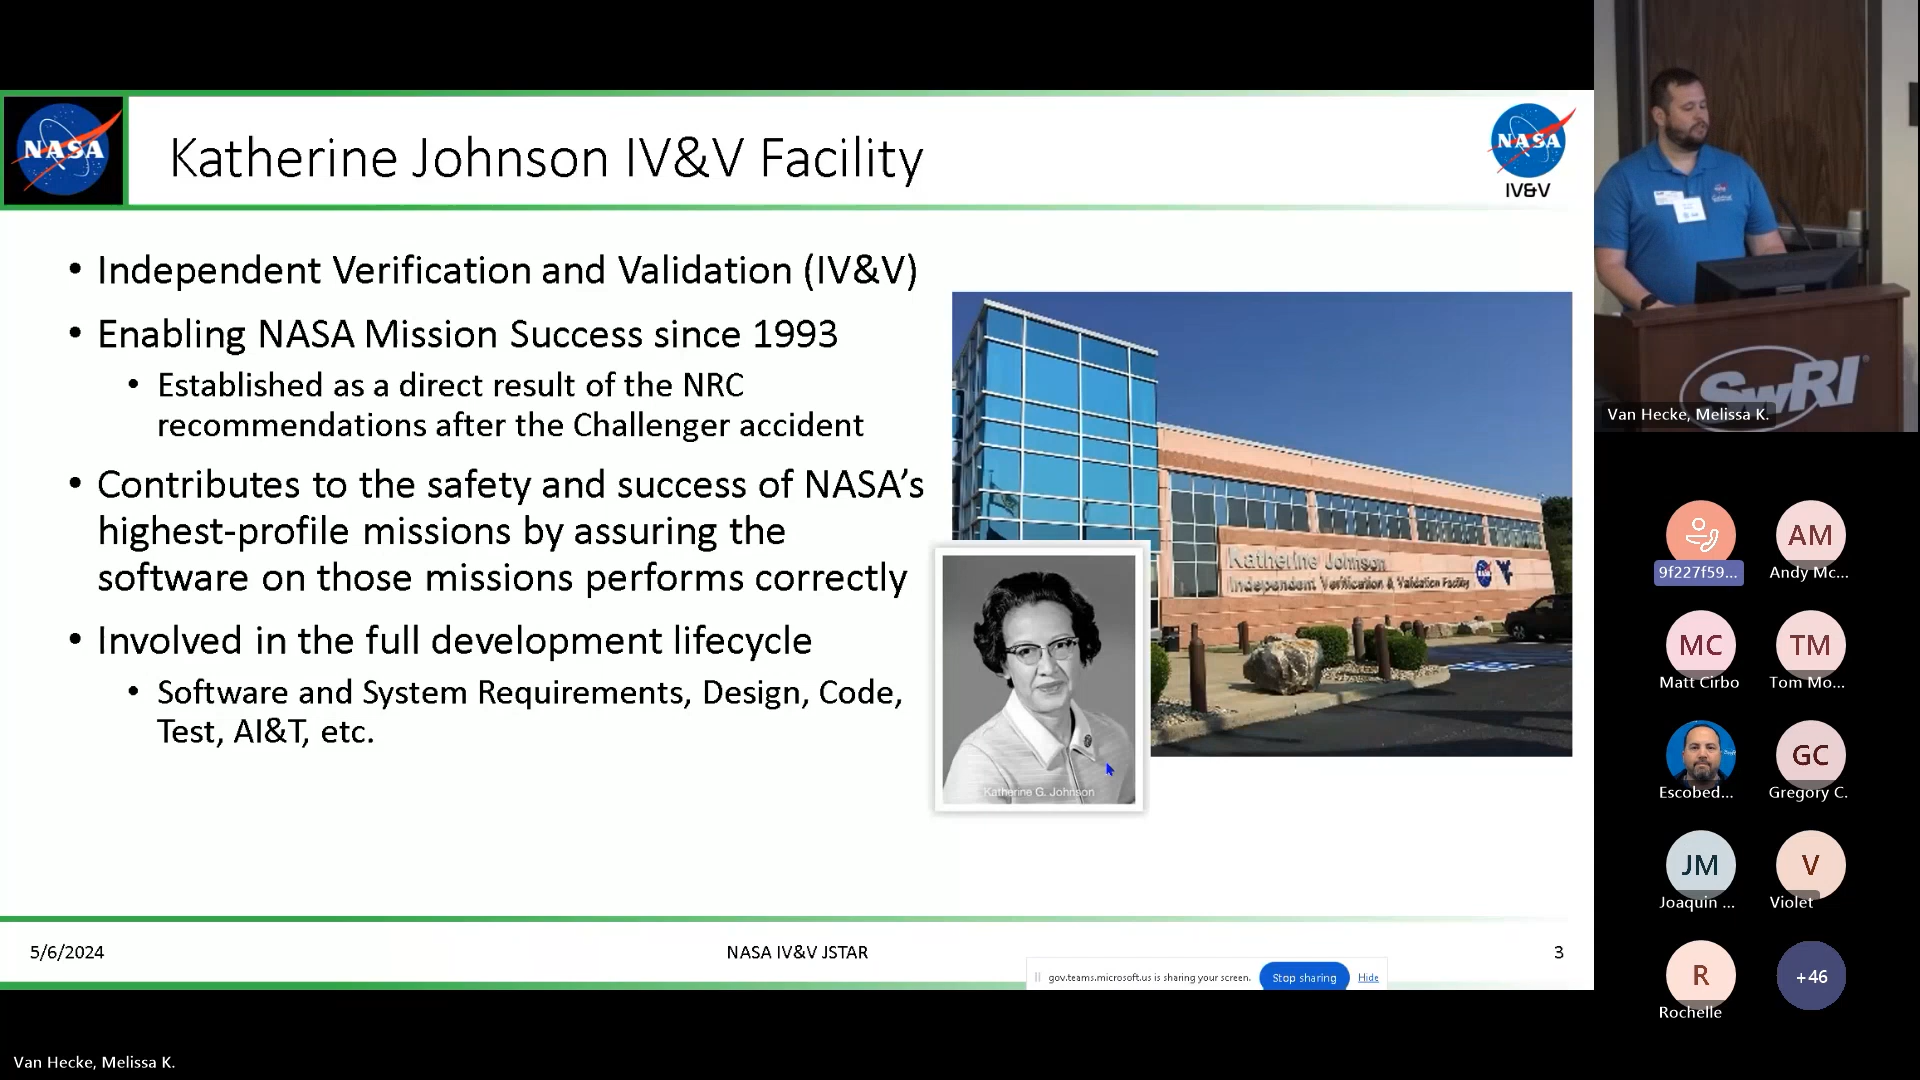 NASA
Katherine Johnson IV&V Facility
NASA
IV&V
• Independent Verification and Validation (IV&V)
• Enabling NASA Mission Success since 1993
• Established as a direct result of the NRC
recommendations after the Challenger accident
• Contributes to the safety and success of NASA's
highest-profile missions by assuring the
software on those missions performs correctly
• Involved in the full development lifecycle
• Software and System Requirements, Design, Code,
Test, AI&T, etc.
Katherine Johnson
Independent Verification & Validation Facility
Katherine G. Johnson
5/6/2024
NASA IV&V JSTAR
3
gov.teams.microsoft.us is sharing your screen.
Stop sharing
Hide
SwRI
Van Hecke, Melissa K.
9f227f59...
AM
Andy Mc...
MC
Matt Cirbo
TM
Tom Mo...
Escobed...
GC
Gregory C.
JM
Joaquin ...
V
Violet
R
Rochelle
+46
Van Hecke, Melissa K.